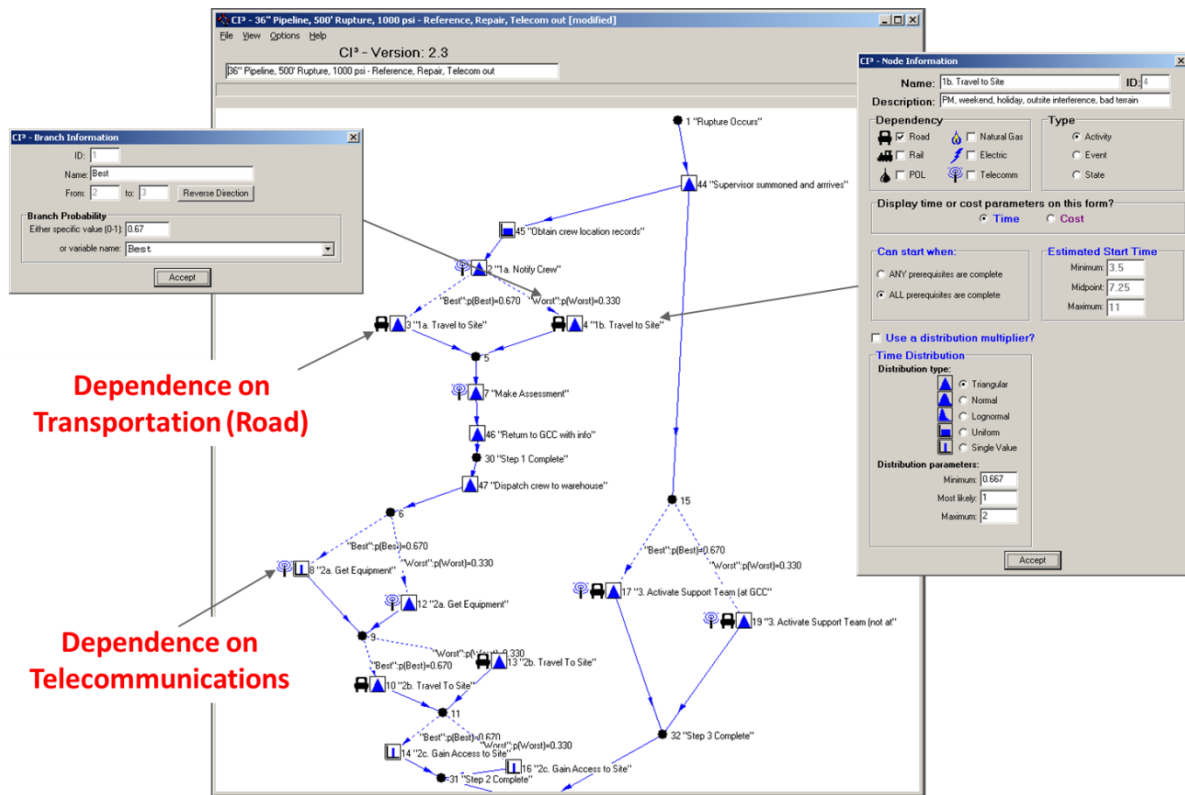 CI³ - 36" Pipeline, 500' Rupture, 1000 psi - Reference, Repair, Telecom out [modified]
File View Options Help
CI³ - Version: 2.3
36" Pipeline, 500' Rupture, 1000 psi - Reference, Repair, Telecom out
1 "Rupture Occurs"
44 "Supervisor summoned and arrives"
45 "Obtain crew location records"
2 "1a. Notify Crew"
"Best":p(Best)=0.670
"Worst":p(Worst)=0.330
3 "1a. Travel to Site"
4 "1b. Travel to Site"
5
7 "Make Assessment"
46 "Return to GCC with info"
30 "Step 1 Complete"
47 "Dispatch crew to warehouse"
6
"Best":p(Best)=0.670
"Worst":p(Worst)=0.330
8 "2a. Get Equipment"
12 "2a. Get Equipment"
9
"Worst":p(Worst)=0.330
"Best":p(Best)=0.670
13 "2b. Travel To Site"
10 "2b. Travel To Site"
11
"Best":p(Best)=0.670
"Worst":p(Worst)=0.330
14 "2c. Gain Access to Site"
16 "2c. Gain Access to Site"
31 "Step 2 Complete"
15
"Best":p(Best)=0.670
"Worst":p(Worst)=0.330
17 "3. Activate Support Team (at GCC"
19 "3. Activate Support Team (not at"
32 "Step 3 Complete"
CI³ - Branch Information
ID: 1
Name: Best
From: 2 to: 3 Reverse Direction
Branch Probability
Either specific value (0-1): 0.67
or variable name: Best
Accept
Dependence on
Transportation (Road)
Dependence on
Telecommunications
CI³ - Node Information
Name: 1b. Travel to Site ID: 4
Description: PM, weekend, holiday, outsite interference, bad terrain
Dependency
Road Natural Gas
Rail Electric
POL Telecomm
Type
Activity
Event
State
Display time or cost parameters on this form?
Time Cost
Can start when:
ANY prerequisites are complete
ALL prerequisites are complete
Estimated Start Time
Minimum: 3.5
Midpoint: 7.25
Maximum: 11
Use a distribution multiplier?
Time Distribution
Distribution type:
Triangular
Normal
Lognormal
Uniform
Single Value
Distribution parameters:
Minimum: 0.667
Most likely: 1
Maximum: 2
Accept